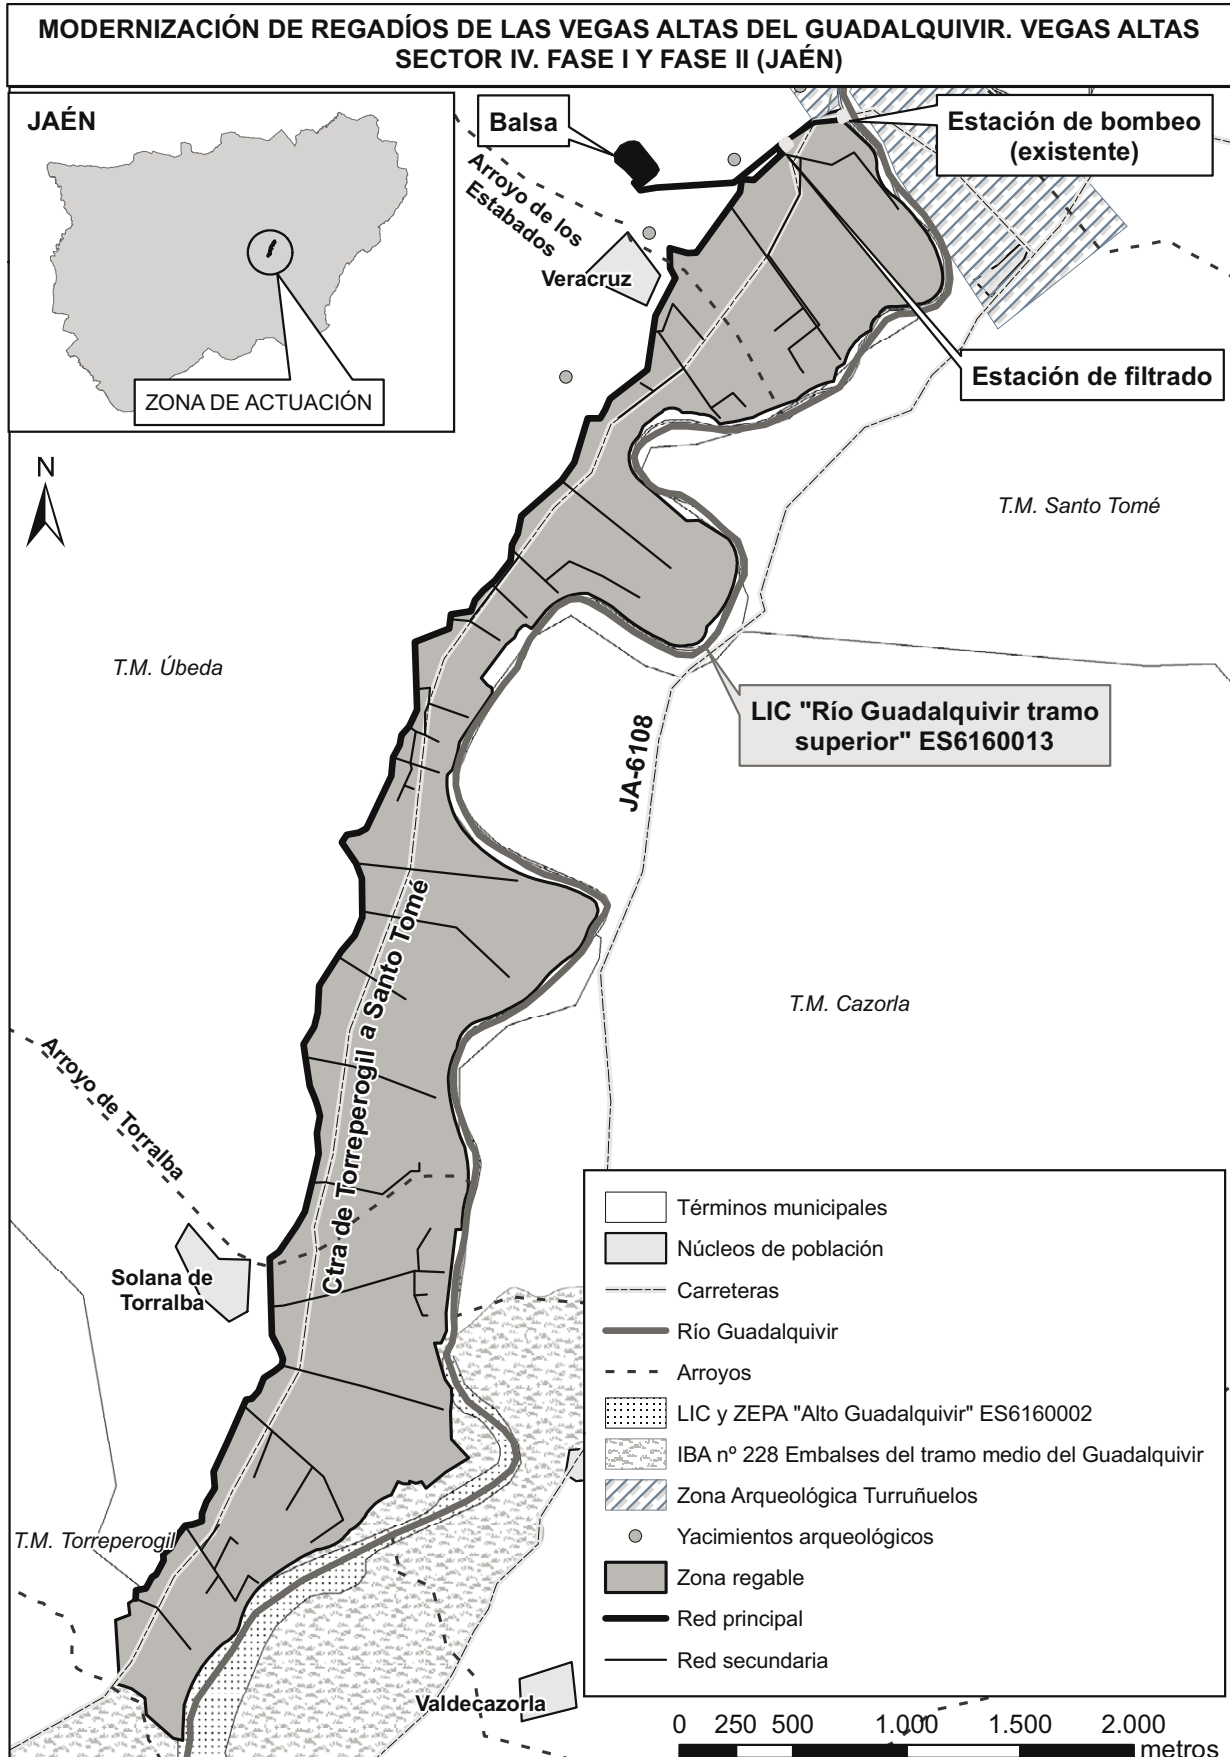 MODERNIZACIÓN DE REGADÍOS DE LAS VEGAS ALTAS DEL GUADALQUIVIR. VEGAS ALTAS
SECTOR IV. FASE I Y FASE II (JAÉN)
JAÉN
ZONA DE ACTUACIÓN
Balsa
Estación de bombeo
(existente)
Arroyo de los
Estabados
Veracruz
Estación de filtrado
N
T.M. Santo Tomé
T.M. Úbeda
LIC "Río Guadalquivir tramo
superior" ES6160013
JA-6108
Ctra de Torreperogil a Santo Tomé
T.M. Cazorla
Arroyo de Torralba
Solana de
Torralba
T.M. Torreperogil
Valdecazorla
Términos municipales
Núcleos de población
Carreteras
Río Guadalquivir
Arroyos
LIC y ZEPA "Alto Guadalquivir" ES6160002
IBA nº 228 Embalses del tramo medio del Guadalquivir
Zona Arqueológica Turruñuelos
Yacimientos arqueológicos
Zona regable
Red principal
Red secundaria
0 250 500 1.000 1.500 2.000
metros